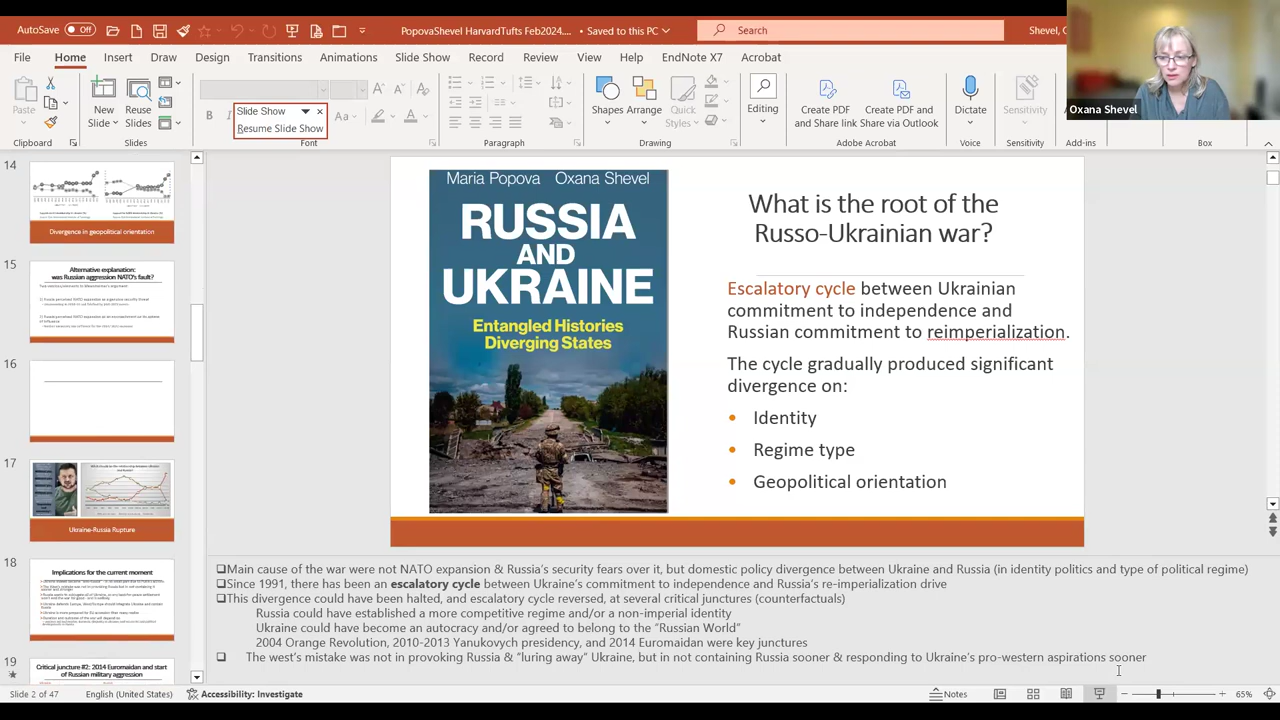 AutoSave
Off
PopovaShevel HarvardTufts Feb2024....
• Saved to this PC
Search
Shevel, O
File
Home
Insert
Draw
Design
Transitions
Animations
Slide Show
Record
Review
View
Help
EndNote X7
Acrobat
Oxana Shevel
Paste
New Slide
Reuse Slides
Slide Show
Resume Slide Show
Aa
Shapes
Arrange
Quick Styles
Editing
Create PDF and Share link
Create PDF and Share via Outlook
Dictate
Sensitivity
Clipboard
Slides
Font
Paragraph
Drawing
Adobe Acrobat
Voice
Sensitivity
Add-ins
Box
14
Divergence in geopolitical orientation
15
Alternative explanation:
was Russian aggression NATO's fault?
16
17
Ukraine-Russia Rupture
18
Implications for the current moment
19
Critical juncture #2: 2014 Euromaidan and start
of Russian military aggression
Maria Popova Oxana Shevel
RUSSIA
AND
UKRAINE
Entangled Histories
Diverging States
What is the root of the
Russo-Ukrainian war?
Escalatory cycle between Ukrainian
commitment to independence and
Russian commitment to reimperialization.
The cycle gradually produced significant
divergence on:
• Identity
• Regime type
• Geopolitical orientation
❑Main cause of the war were not NATO expansion & Russia's security fears over it, but domestic policy divergence between Ukraine and Russia (in identity politics and type of political regime)
❑Since 1991, there has been an escalatory cycle between Ukraine's commitment to independence and Russia's reimperialization drive
❑This divergence could have been halted, and escalatory cycle reversed, at several critical junctures (counterfactuals)
Russia could have established a more competitive regime and/or a non-imperial identity
Ukraine could have become an autocracy and/or agreed to belong to the "Russian World"
2004 Orange Revolution, 2010-2013 Yanukovych presidency, and 2014 Euromaidan were key junctures
❑ The west's mistake was not in provoking Russia & "luring away" Ukraine, but in not containing Russia sooner & responding to Ukraine's pro-western aspirations sooner
Slide 2 of 47
English (United States)
Accessibility: Investigate
Notes
65%